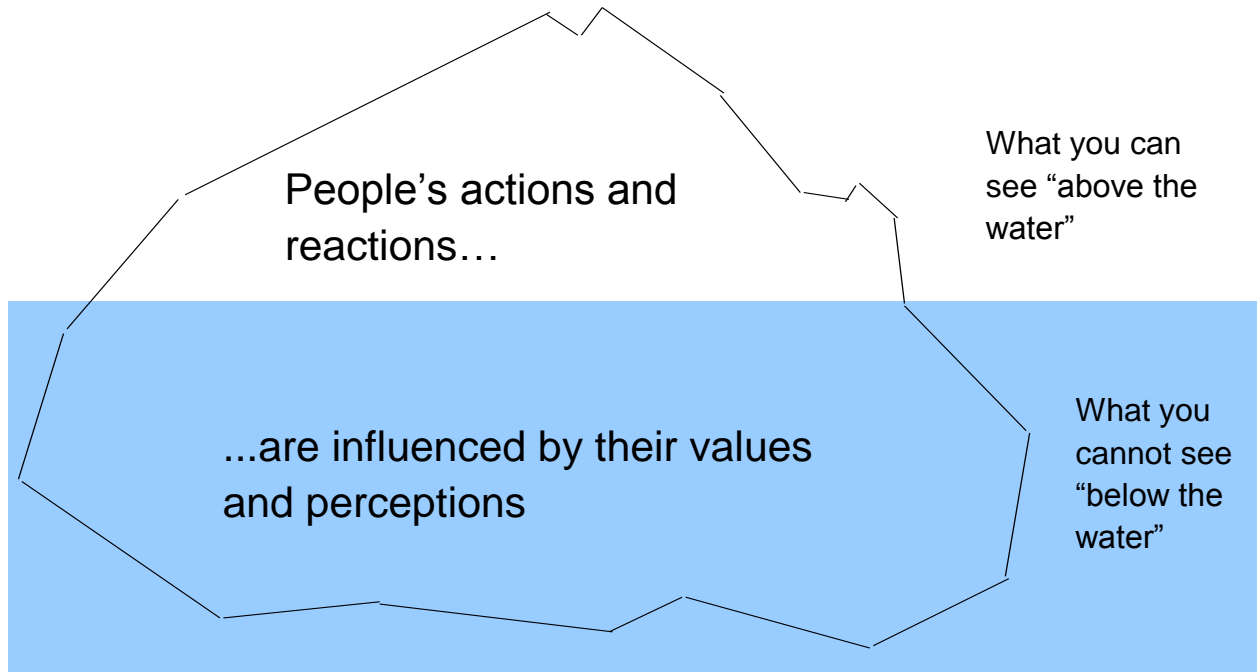 People’s actions and
reactions…
What you can
see “above the
water”
...are influenced by their values
and perceptions
What you
cannot see
“below the
water”